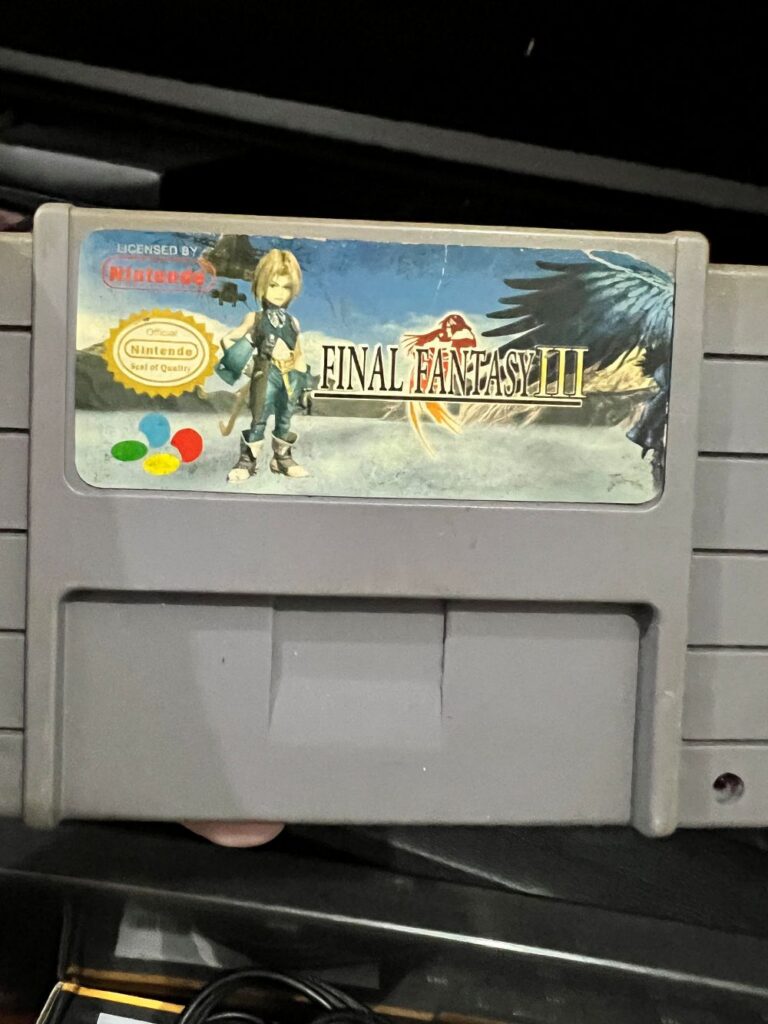 LICENSED BY
Nintendo
Official
Nintendo
Seal of Quality
FINAL FANTASY III